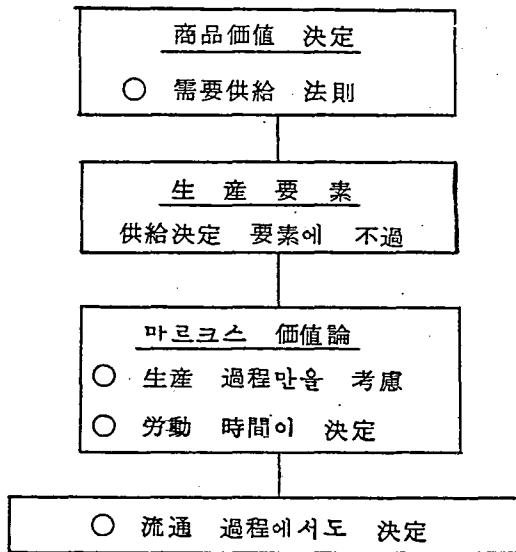 商品価値 決定
○ 需要供給 法則
生産要素
供給決定 要素에 不過
마르크스 価値論
○ 生産 過程만을 考慮
○ 労動 時間이 決定
○ 流通 過程에서도 決定